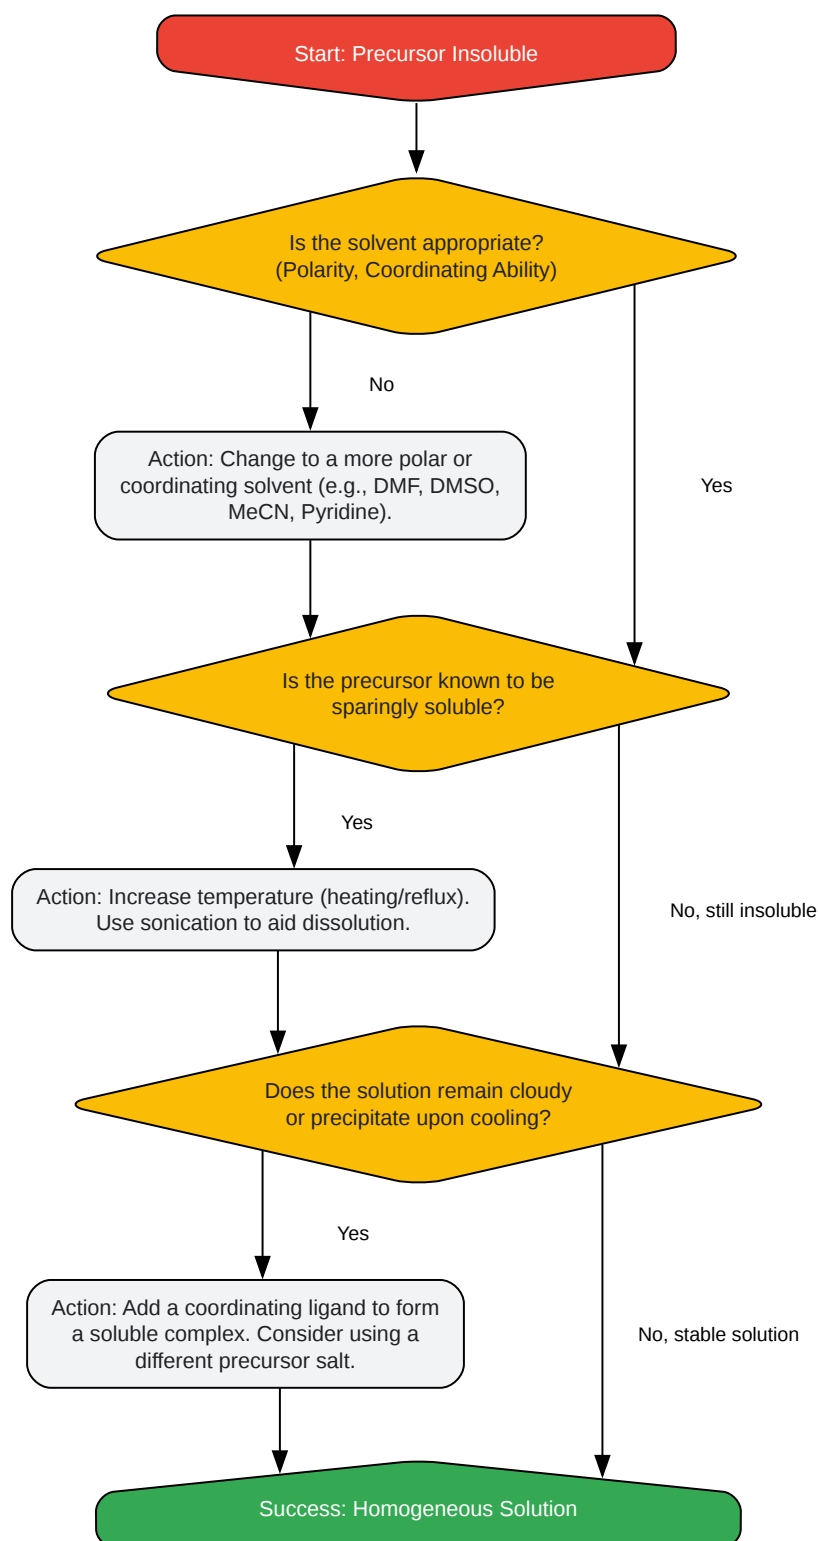 Start: Precursor Insoluble
Is the solvent appropriate?
(Polarity, Coordinating Ability)
No
Action: Change to a more polar or
coordinating solvent (e.g., DMF, DMSO,
MeCN, Pyridine).
Yes
Is the precursor known to be
sparingly soluble?
Yes
Action: Increase temperature (heating/reflux).
Use sonication to aid dissolution.
No, still insoluble
Does the solution remain cloudy
or precipitate upon cooling?
Yes
Action: Add a coordinating ligand to form
a soluble complex. Consider using a
different precursor salt.
No, stable solution
Success: Homogeneous Solution